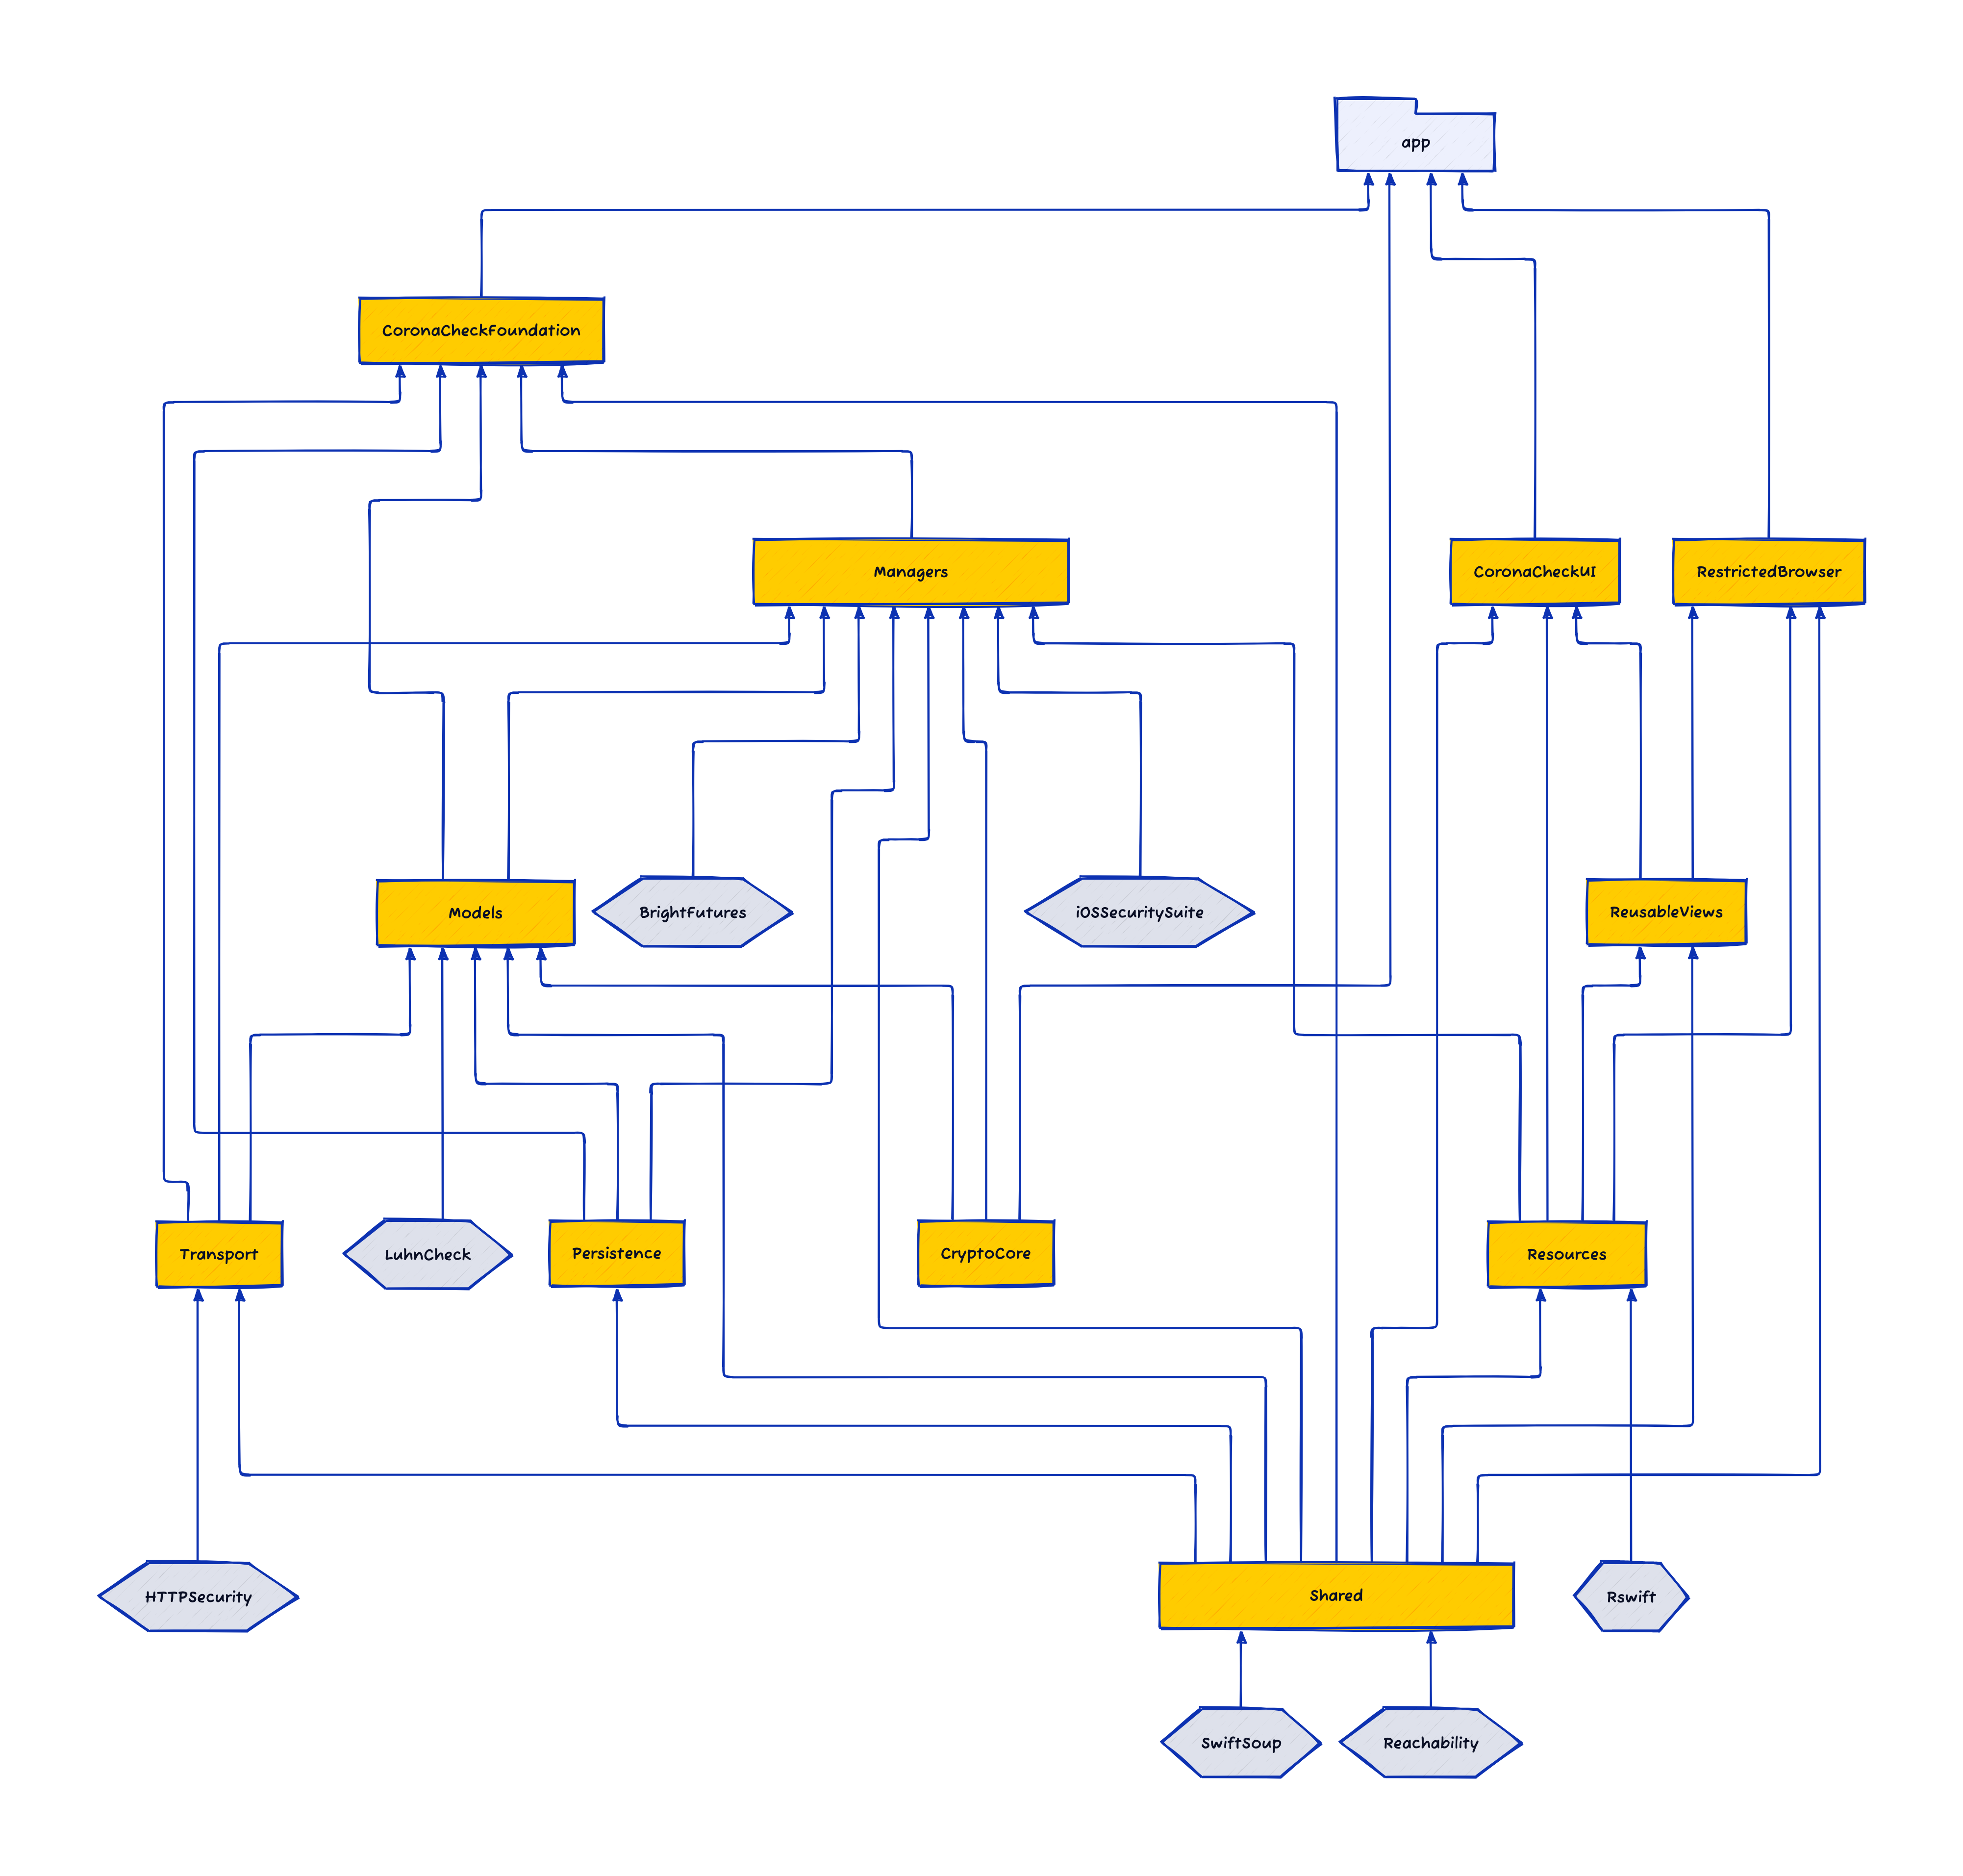 app
CoronaCheckFoundation
Managers
CoronaCheckUI
RestrictedBrowser
Models
BrightFutures
iOSSecuritySuite
ReusableViews
Transport
LuhnCheck
Persistence
CryptoCore
Resources
HTTPSecurity
Shared
Rswift
SwiftSoup
Reachability